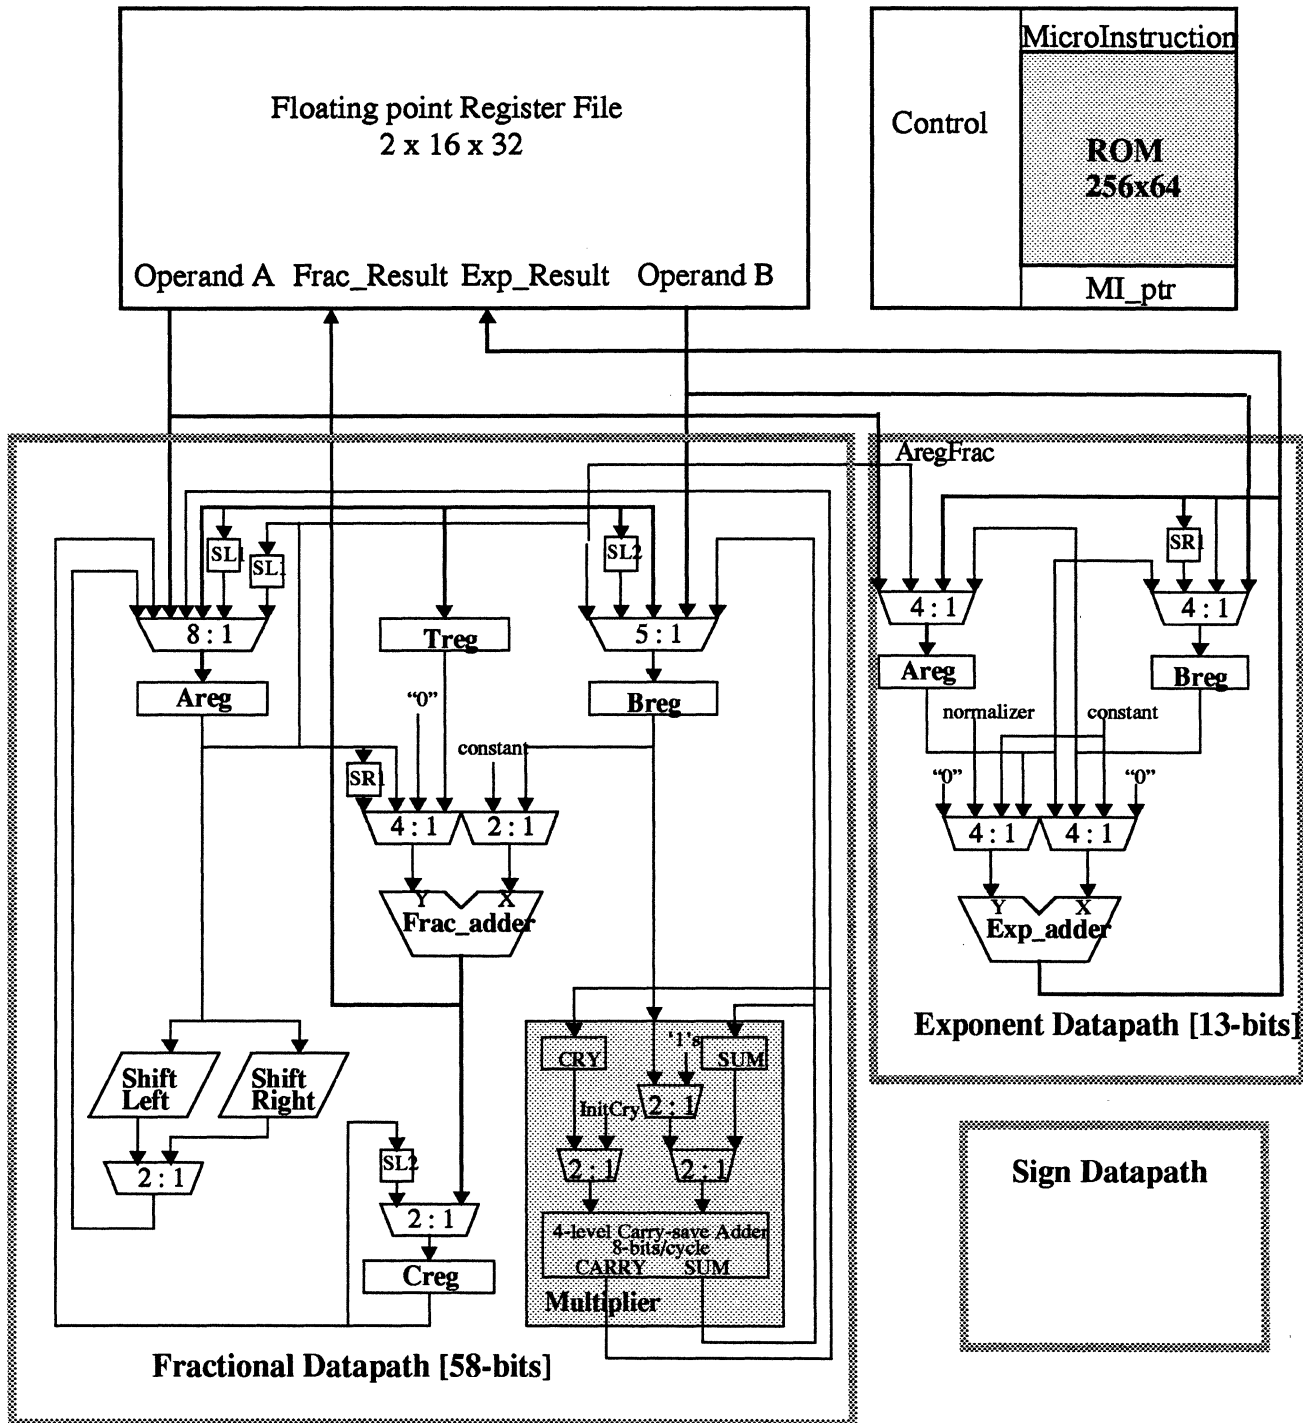 Floating point Register File
2 x 16 x 32
Operand A Frac_Result Exp_Result Operand B
Control
MicroInstruction
ROM
256x64
MI_ptr
AregFrac
SL1
SL1
SL2
SR1
8 : 1
Treg
5 : 1
4 : 1
4 : 1
Areg
Breg
Areg
Breg
"0"
constant
normalizer
constant
SR1
"0"
"0"
4 : 1
2 : 1
4 : 1
4 : 1
Y X
Frac_adder
Y X
Exp_adder
Exponent Datapath [13-bits]
Shift
Left
Shift
Right
2 : 1
SL2
2 : 1
Creg
CRY
'1's
SUM
2 : 1
InitCry
2 : 1
2 : 1
4-level Carry-save Adder
8-bits/cycle
CARRY SUM
Multiplier
Sign Datapath
Fractional Datapath [58-bits]